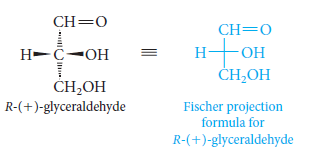 CH=O
CH=O
H—C—OH ≡ H—OH
CH₂OH
CH₂OH
R-(+)-glyceraldehyde
Fischer projection
formula for
R-(+)-glyceraldehyde